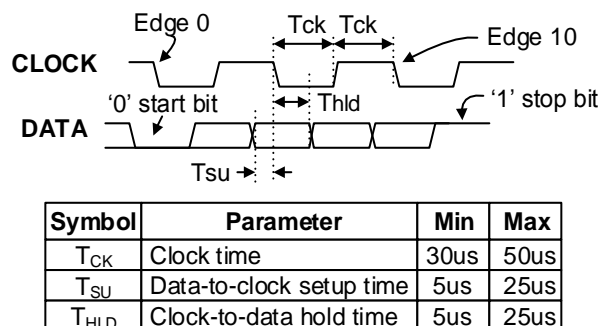 Edge 0
Tck Tck
Edge 10
CLOCK
'0' start bit
Thld
'1' stop bit
DATA
Tsu
Symbol Parameter Min Max
TCK Clock time 30us 50us
TSU Data-to-clock setup time 5us 25us
THLD Clock-to-data hold time 5us 25us